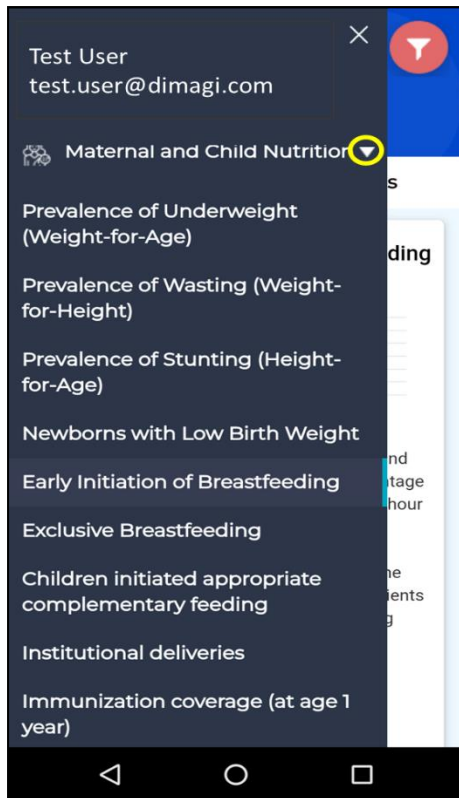 Test User
test.user@dimagi.com
Maternal and Child Nutrition
s
Prevalence of Underweight
(Weight-for-Age)
ding
Prevalence of Wasting (Weight-
for-Height)
Prevalence of Stunting (Height-
for-Age)
Newborns with Low Birth Weight
nd
Early Initiation of Breastfeeding
ntage
hour
Exclusive Breastfeeding
Children initiated appropriate
complementary feeding
ne
ients
g
Institutional deliveries
Immunization coverage (at age 1
year)